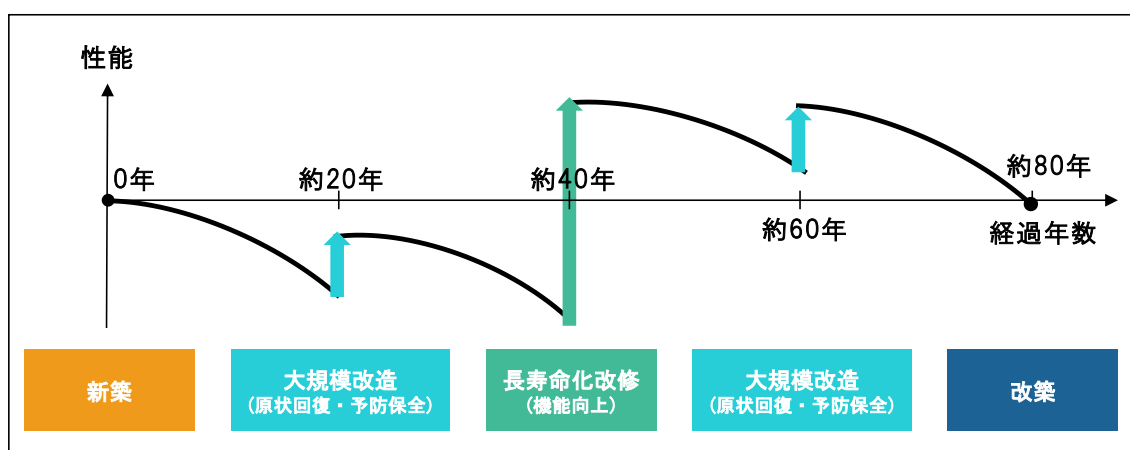 性能
0年
約20年
約40年
約60年
約80年
経過年数
新築
大規模改造
(原状回復・予防保全)
長寿命化改修
(機能向上)
大規模改造
(原状回復・予防保全)
改築